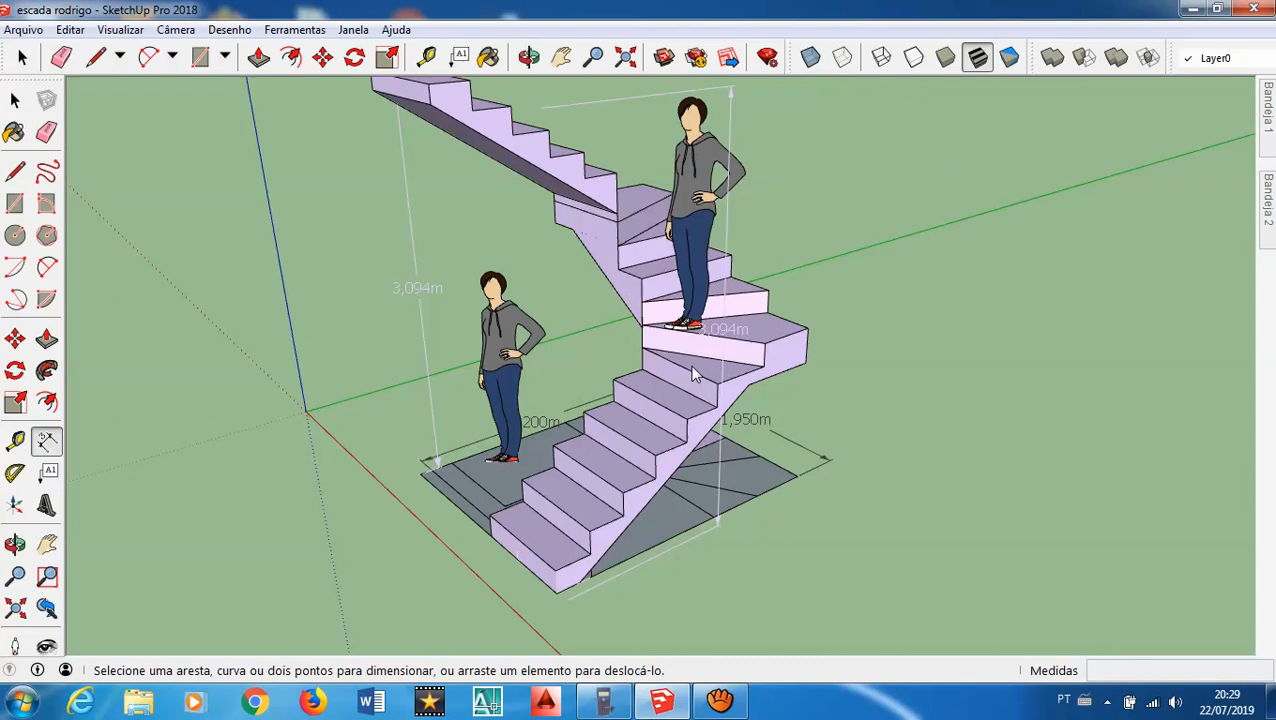 escada rodrigo - SketchUp Pro 2018
Arquivo Editar Visualizar Câmera Desenho Ferramentas Janela Ajuda
A1
Layer0
Bandeja 1
Bandeja 2
3,094m
3,094m
200m
1,950m
A1
Selecione uma aresta, curva ou dois pontos para dimensionar, ou arraste um elemento para deslocá-lo.
Medidas
PT
20:29
22/07/2019